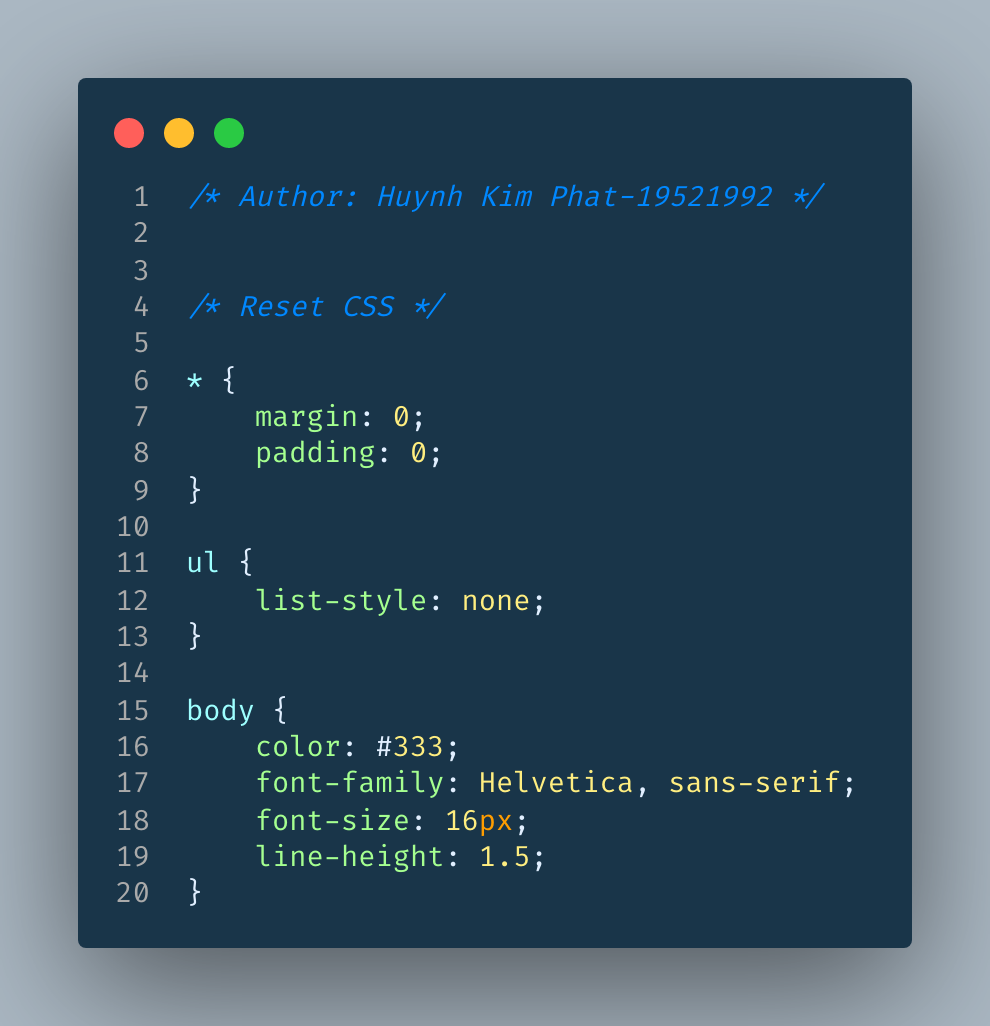 1 /* Author: Huynh Kim Phat-19521992 */
2
3
4 /* Reset CSS */
5
6 * {
7     margin: 0;
8     padding: 0;
9 }
10
11 ul {
12     list-style: none;
13 }
14
15 body {
16     color: #333;
17     font-family: Helvetica, sans-serif;
18     font-size: 16px;
19     line-height: 1.5;
20 }